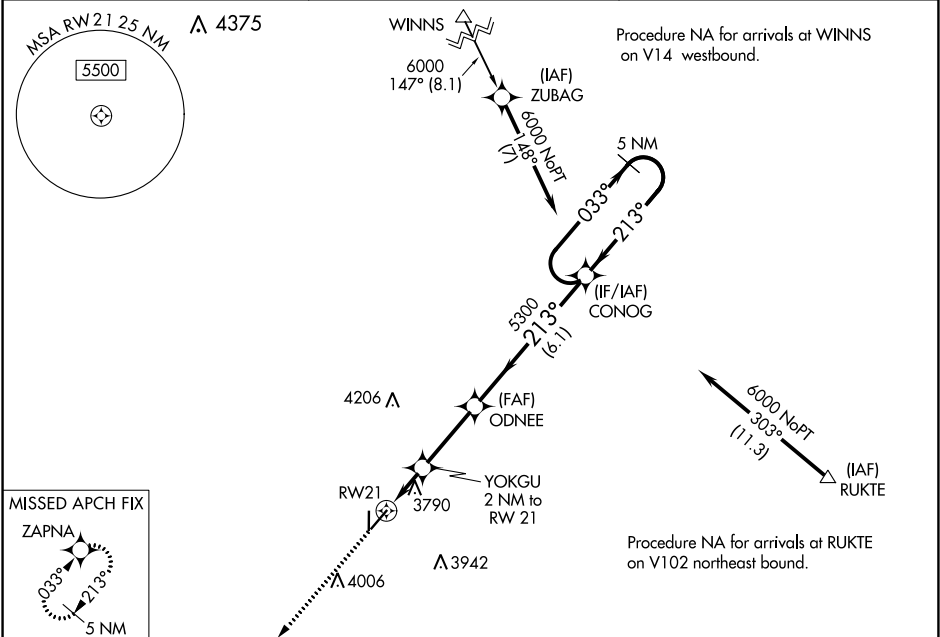 MSA RW 21 25 NM
5500
4375
WINNS
6000
147° (8.1)
(IAF)
ZUBAG
6000 NoPT
148°
(7)
Procedure NA for arrivals at WINNS
on V14 westbound.
5 NM
033°
213°
(IF/IAF)
CONOG
5300
213°
(6.1)
4206
(FAF)
ODNEE
6000 NoPT
303°
(11.3)
(IAF)
RUKTE
YOKGU
2 NM to
RW 21
RW21
3790
3942
4006
Procedure NA for arrivals at RUKTE
on V102 northeast bound.
MISSED APCH FIX
ZAPNA
033°
213°
5 NM